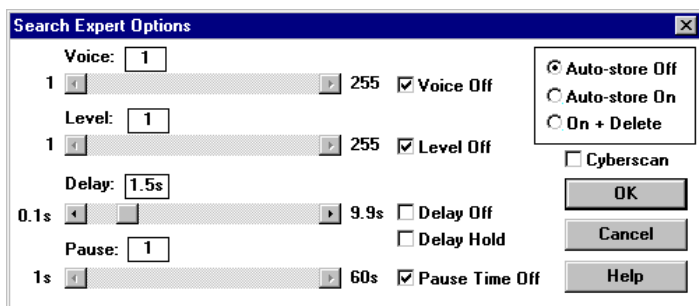 Search Expert Options
Voice: 1
1 255 Voice Off
Level: 1
1 255 Level Off
Delay: 1.5s
0.1s 9.9s Delay Off
Delay Hold
Pause: 1
1s 60s Pause Time Off
Auto-store Off
Auto-store On
On + Delete
Cyberscan
OK
Cancel
Help